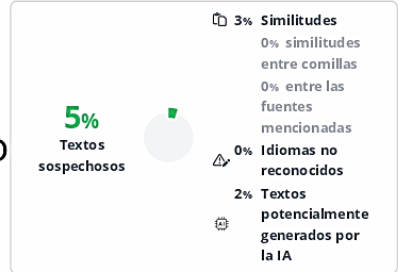 5%
Textos
sospechosos
3% Similitudes
0% similitudes
entre comillas
0% entre las
fuentes
mencionadas
0% Idiomas no
reconocidos
2% Textos
potencialmente
generados por
la IA